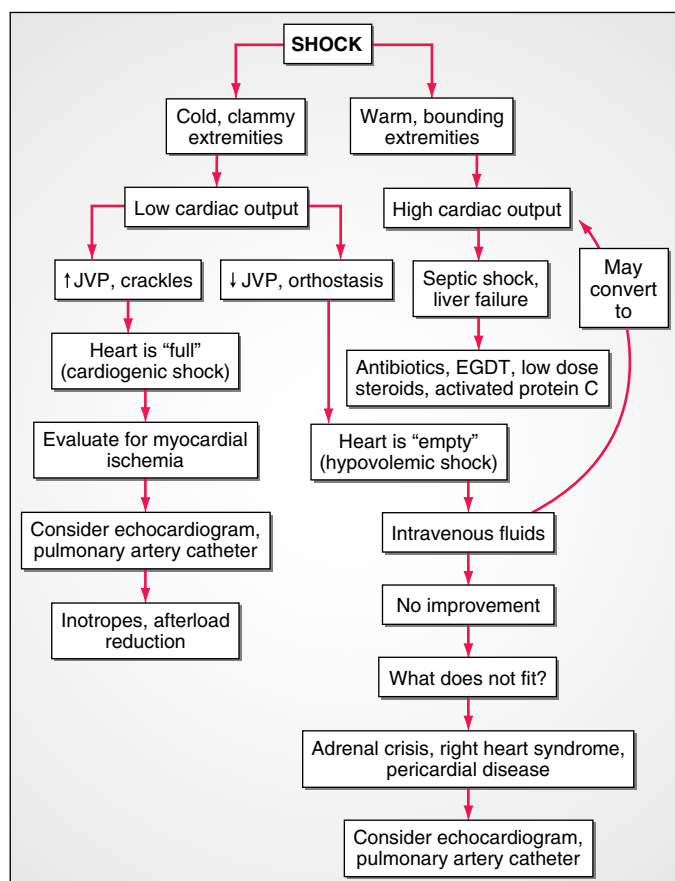 SHOCK
Cold, clammy
extremities
Warm, bounding
extremities
Low cardiac output
High cardiac output
↑JVP, crackles
↓ JVP, orthostasis
Septic shock,
liver failure
May
convert
to
Heart is “full”
(cardiogenic shock)
Antibiotics, EGDT, low dose
steroids, activated protein C
Evaluate for myocardial
ischemia
Heart is “empty”
(hypovolemic shock)
Consider echocardiogram,
pulmonary artery catheter
Intravenous fluids
Inotropes, afterload
reduction
No improvement
What does not fit?
Adrenal crisis, right heart syndrome,
pericardial disease
Consider echocardiogram,
pulmonary artery catheter